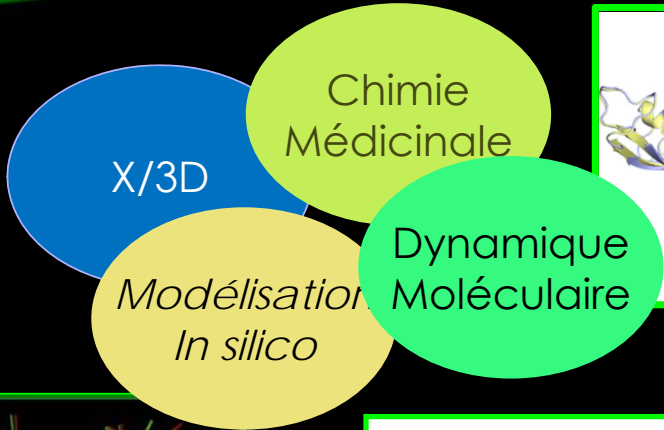 Chimie
Médicinale
X/3D
Dynamique
Moléculaire
Modélisation
In silico